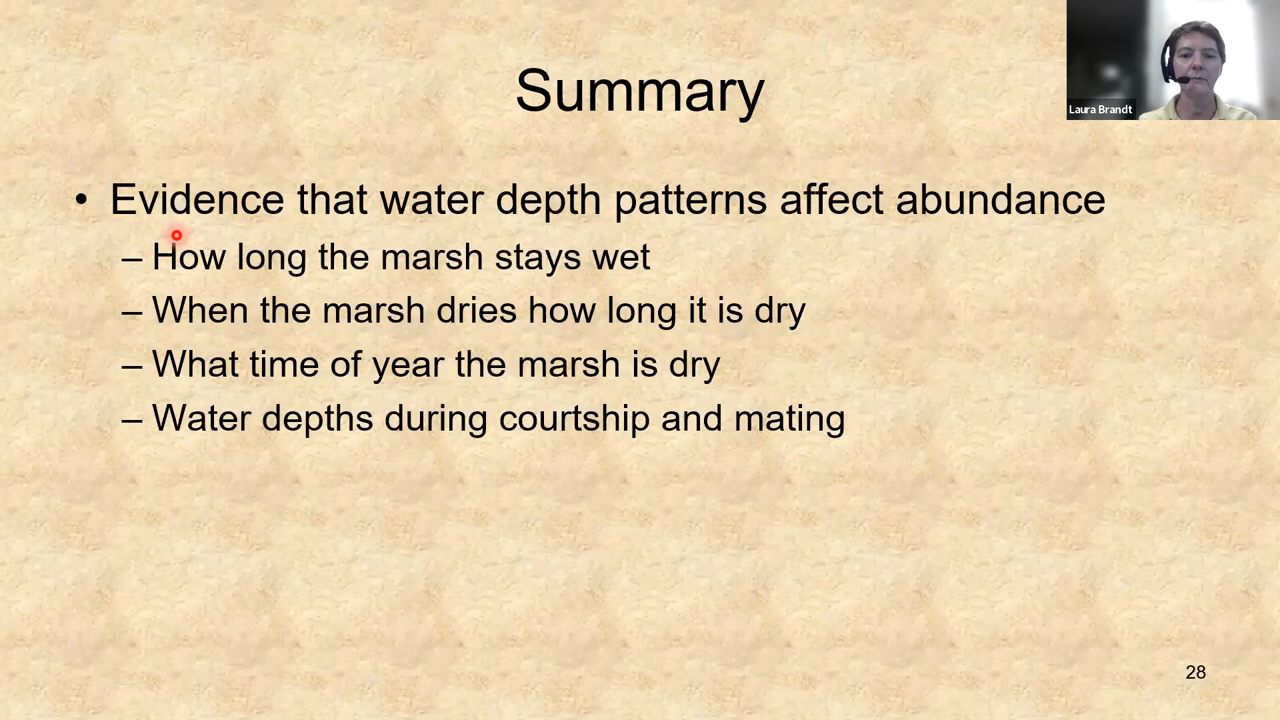 Summary
Laura Brandt
• Evidence that water depth patterns affect abundance
– How long the marsh stays wet
– When the marsh dries how long it is dry
– What time of year the marsh is dry
– Water depths during courtship and mating
28